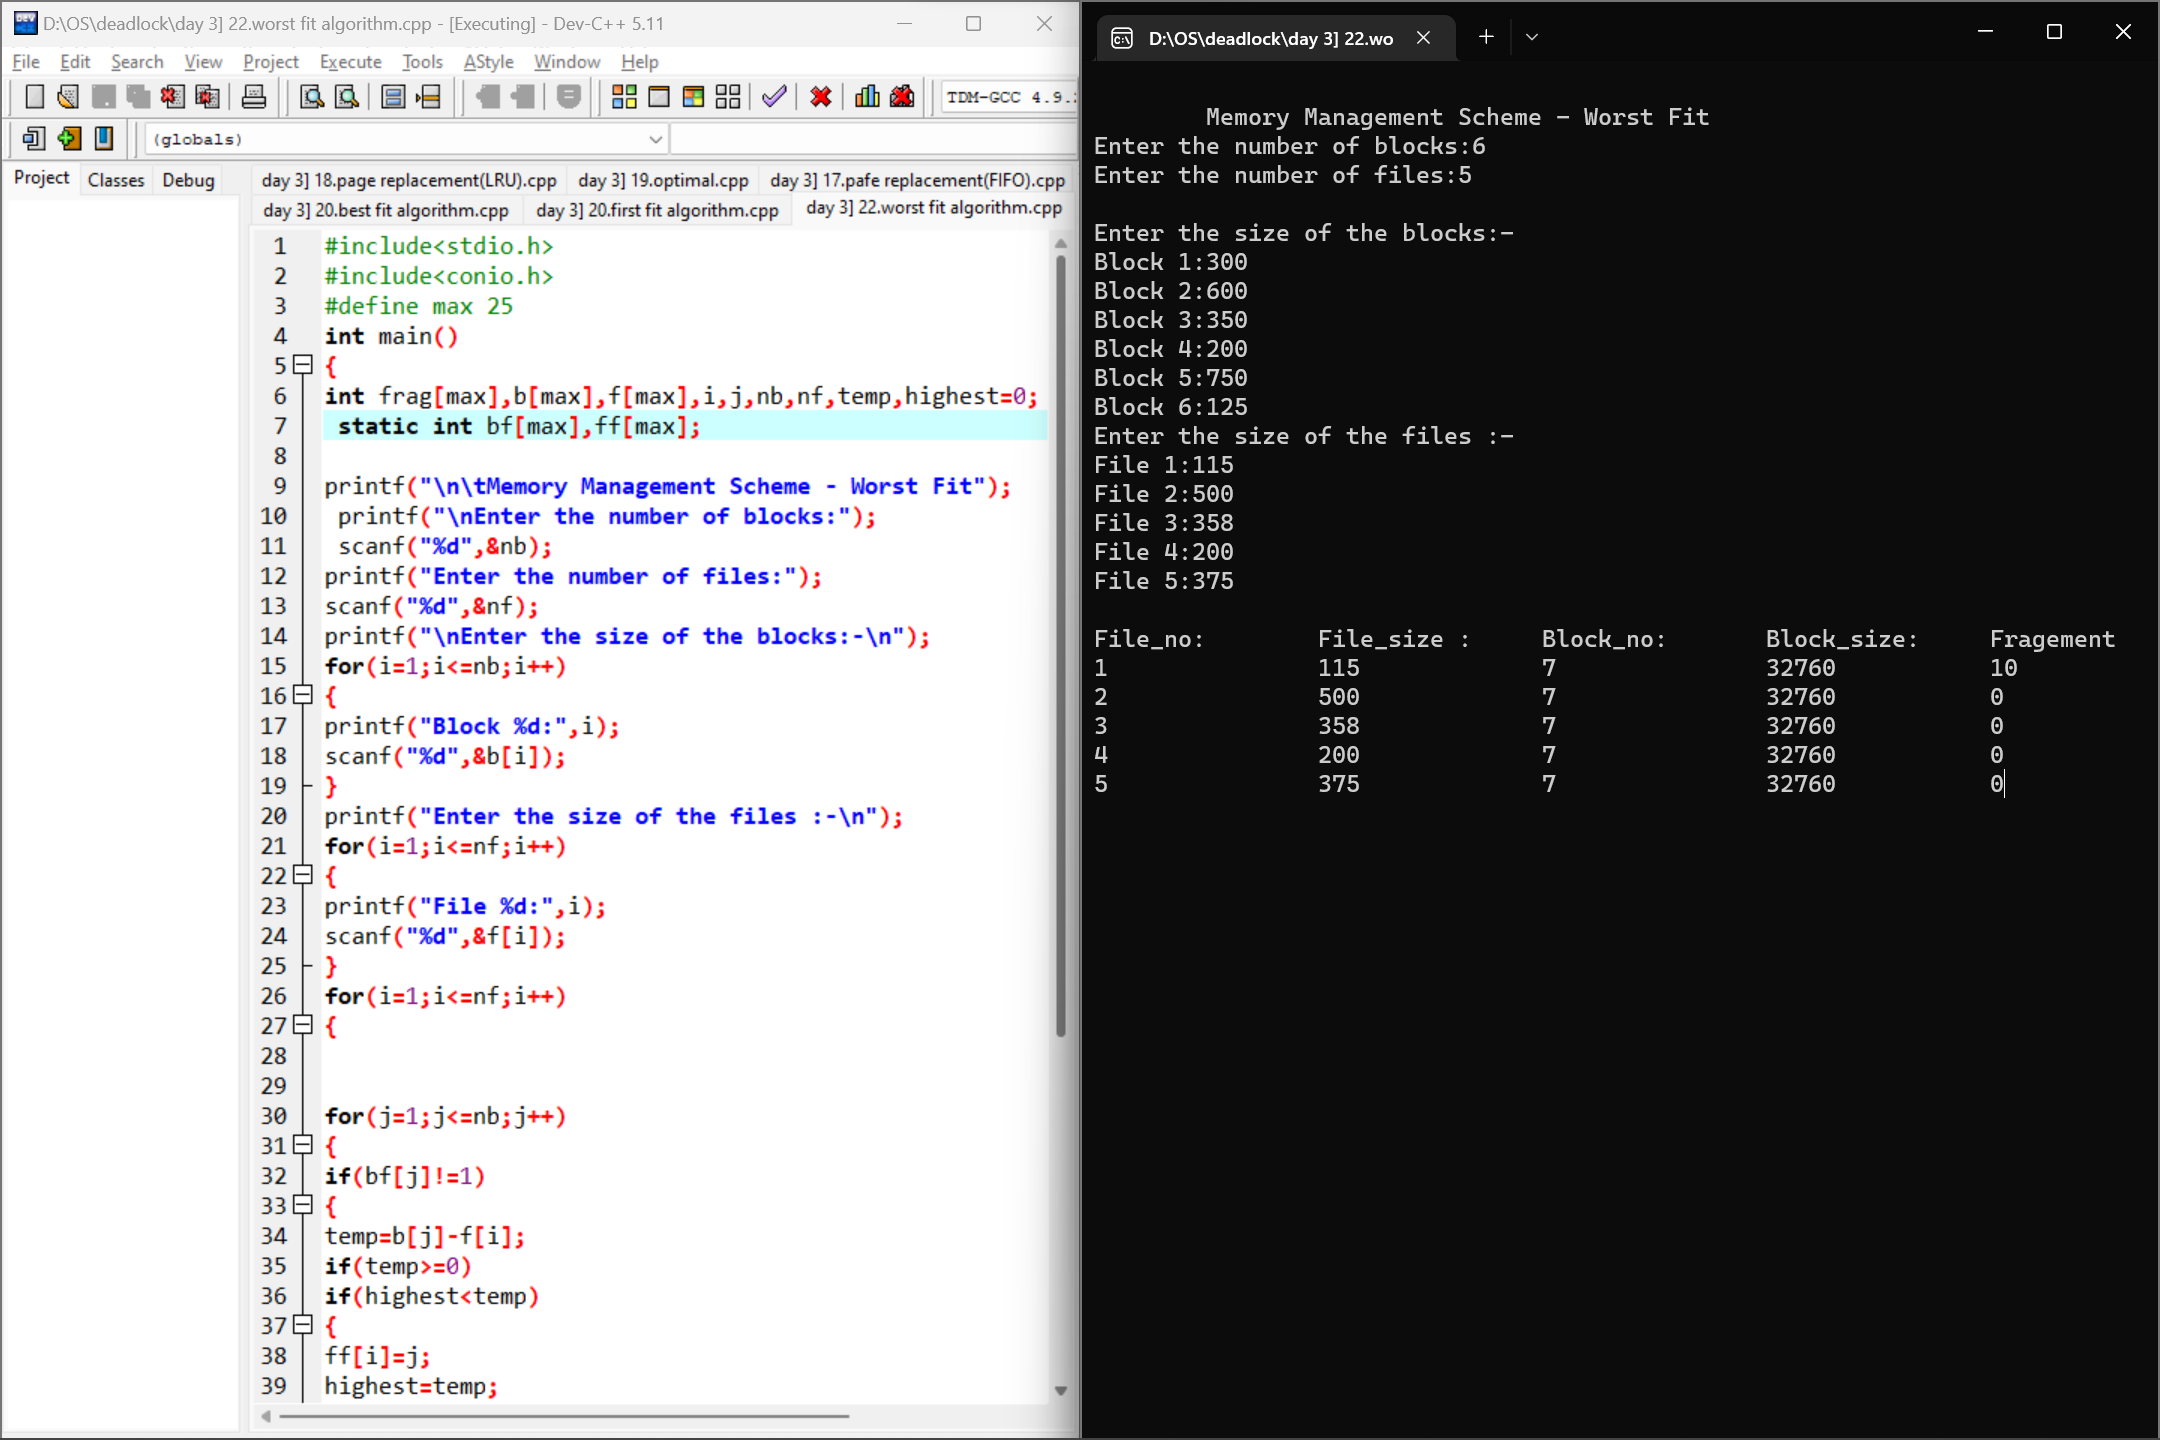 D:\OS\deadlock\day 3] 22.worst fit algorithm.cpp - [Executing] - Dev-C++ 5.11
File Edit Search View Project Execute Tools AStyle Window Help
TDM-GCC 4.9.
(globals)
Project Classes Debug
day 3] 18.page replacement(LRU).cpp day 3] 19.optimal.cpp day 3] 17.pafe replacement(FIFO).cpp
day 3] 20.best fit algorithm.cpp day 3] 20.first fit algorithm.cpp day 3] 22.worst fit algorithm.cpp
1 #include<stdio.h>
2 #include<conio.h>
3 #define max 25
4 int main()
5 {
6 int frag[max],b[max],f[max],i,j,nb,nf,temp,highest=0;
7 static int bf[max],ff[max];
8
9 printf("\n\tMemory Management Scheme - Worst Fit");
10 printf("\nEnter the number of blocks:");
11 scanf("%d",&nb);
12 printf("Enter the number of files:");
13 scanf("%d",&nf);
14 printf("\nEnter the size of the blocks:-\n");
15 for(i=1;i<=nb;i++)
16 {
17 printf("Block %d:",i);
18 scanf("%d",&b[i]);
19 }
20 printf("Enter the size of the files :-\n");
21 for(i=1;i<=nf;i++)
22 {
23 printf("File %d:",i);
24 scanf("%d",&f[i]);
25 }
26 for(i=1;i<=nf;i++)
27 {
28
29
30 for(j=1;j<=nb;j++)
31 {
32 if(bf[j]!=1)
33 {
34 temp=b[j]-f[i];
35 if(temp>=0)
36 if(highest<temp)
37 {
38 ff[i]=j;
39 highest=temp;
D:\OS\deadlock\day 3] 22.wo
Memory Management Scheme - Worst Fit
Enter the number of blocks:6
Enter the number of files:5
Enter the size of the blocks:-
Block 1:300
Block 2:600
Block 3:350
Block 4:200
Block 5:750
Block 6:125
Enter the size of the files :-
File 1:115
File 2:500
File 3:358
File 4:200
File 5:375
File_no: File_size : Block_no: Block_size: Fragement
1 115 7 32760 10
2 500 7 32760 0
3 358 7 32760 0
4 200 7 32760 0
5 375 7 32760 0